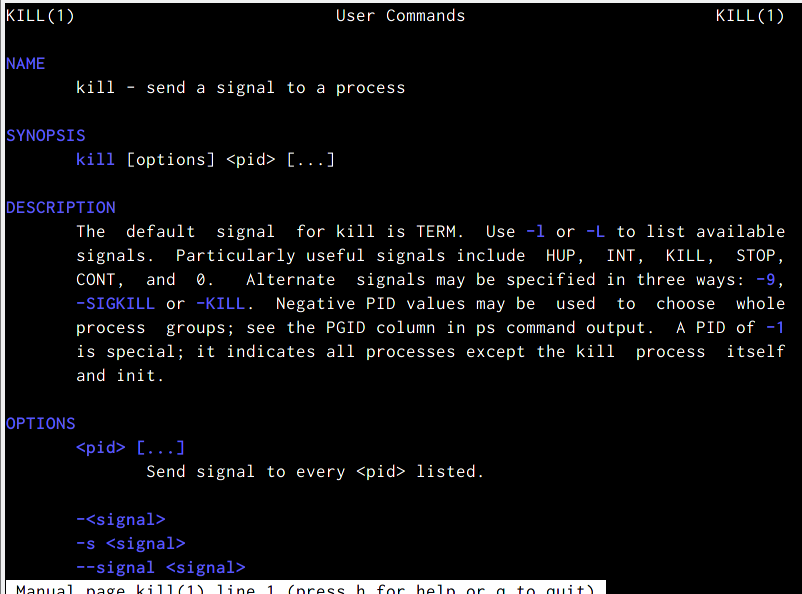 KILL(1) User Commands KILL(1)
NAME
kill - send a signal to a process
SYNOPSIS
kill [options] <pid> [...]
DESCRIPTION
The default signal for kill is TERM. Use -l or -L to list available
signals. Particularly useful signals include HUP, INT, KILL, STOP,
CONT, and 0. Alternate signals may be specified in three ways: -9,
-SIGKILL or -KILL. Negative PID values may be used to choose whole
process groups; see the PGID column in ps command output. A PID of -1
is special; it indicates all processes except the kill process itself
and init.
OPTIONS
<pid> [...]
Send signal to every <pid> listed.
-<signal>
-s <signal>
--signal <signal>
Manual page kill(1) line 1 (press h for help or q to quit)